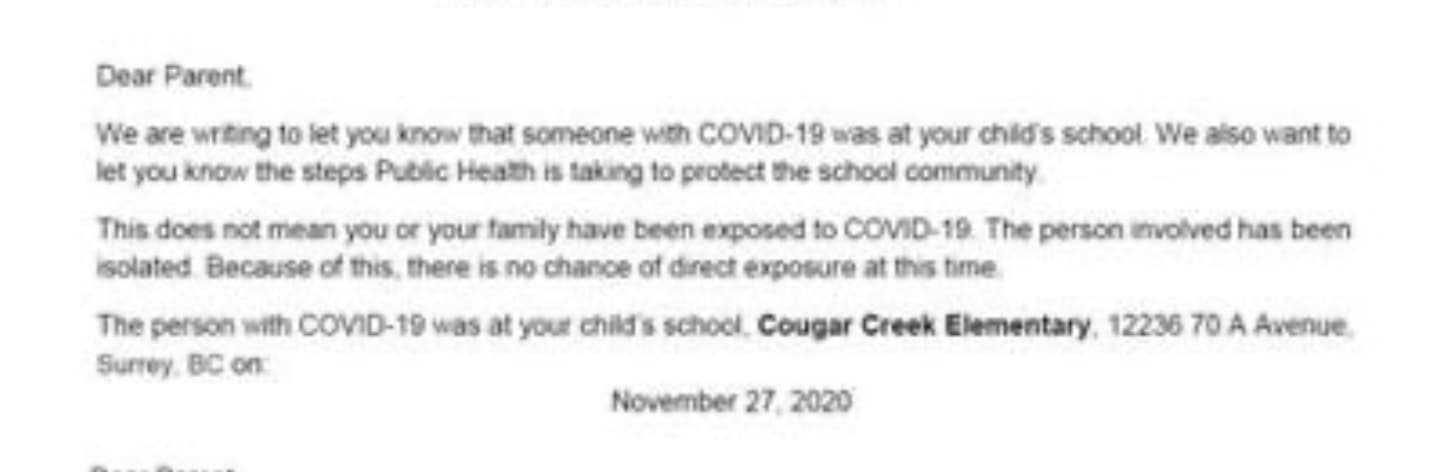 Dear Parent,
We are writing to let you know that someone with COVID-19 was at your child's school. We also want to
let you know the steps Public Health is taking to protect the school community.
This does not mean you or your family have been exposed to COVID-19. The person involved has been
isolated. Because of this, there is no chance of direct exposure at this time.
The person with COVID-19 was at your child's school, Cougar Creek Elementary, 12236 70 A Avenue,
Surrey, BC on:
November 27, 2020